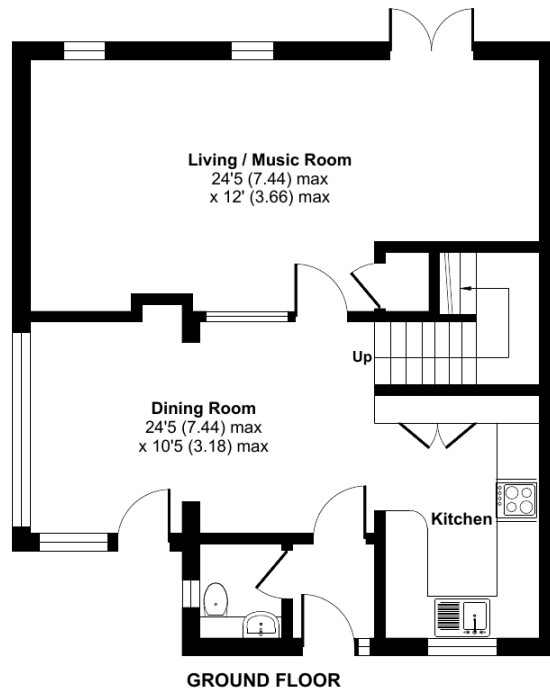 Living / Music Room
24'5 (7.44) max
x 12' (3.66) max
Up
Dining Room
24'5 (7.44) max
x 10'5 (3.18) max
Kitchen
GROUND FLOOR